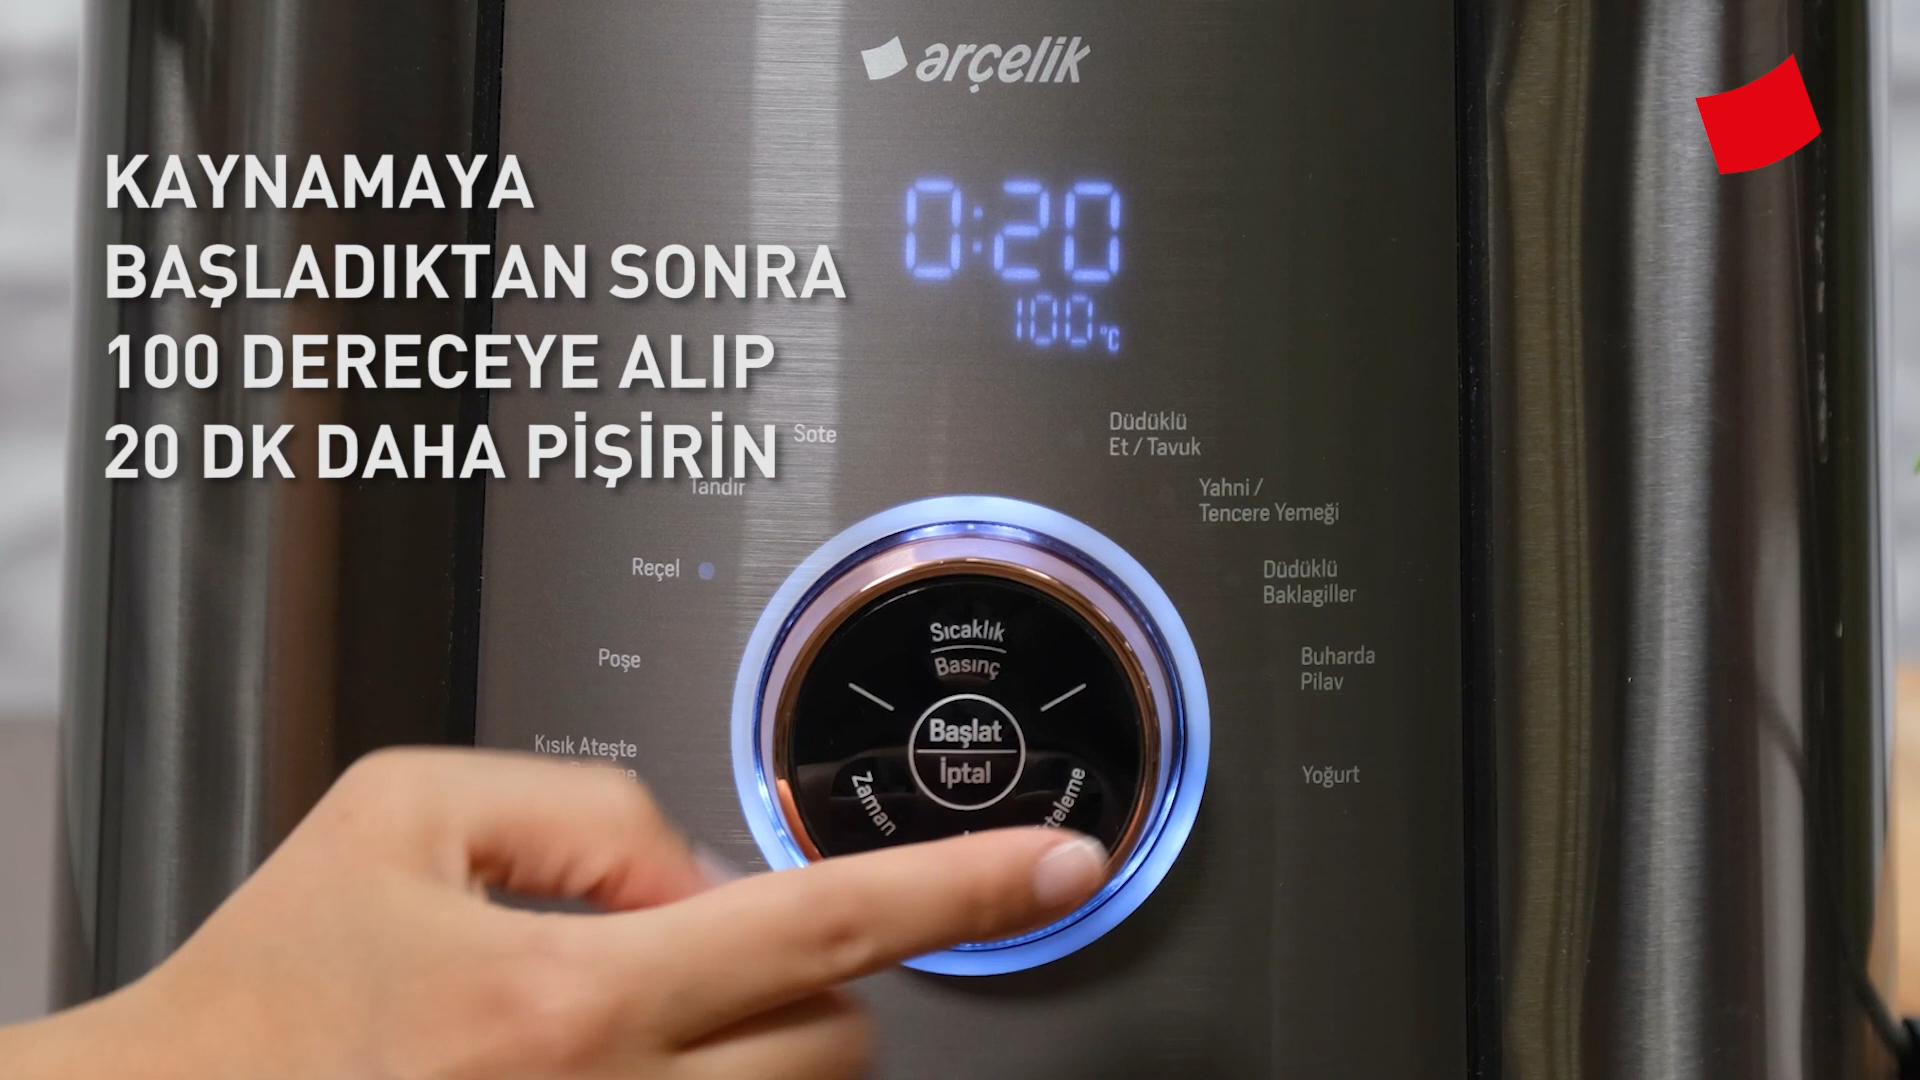 arçelik
KAYNAMAYA
BAŞLADIKTAN SONRA
100 DERECEYE ALIP
20 DK DAHA PİŞİRİN
0:20
100 °C
Sote
Tandır
Reçel
Poşe
Kısık Ateşte
Düdüklü
Et / Tavuk
Yahni /
Tencere Yemeği
Düdüklü
Baklagiller
Buharda
Pilav
Yoğurt
Sıcaklık
Basınç
Başlat
İptal
Zaman